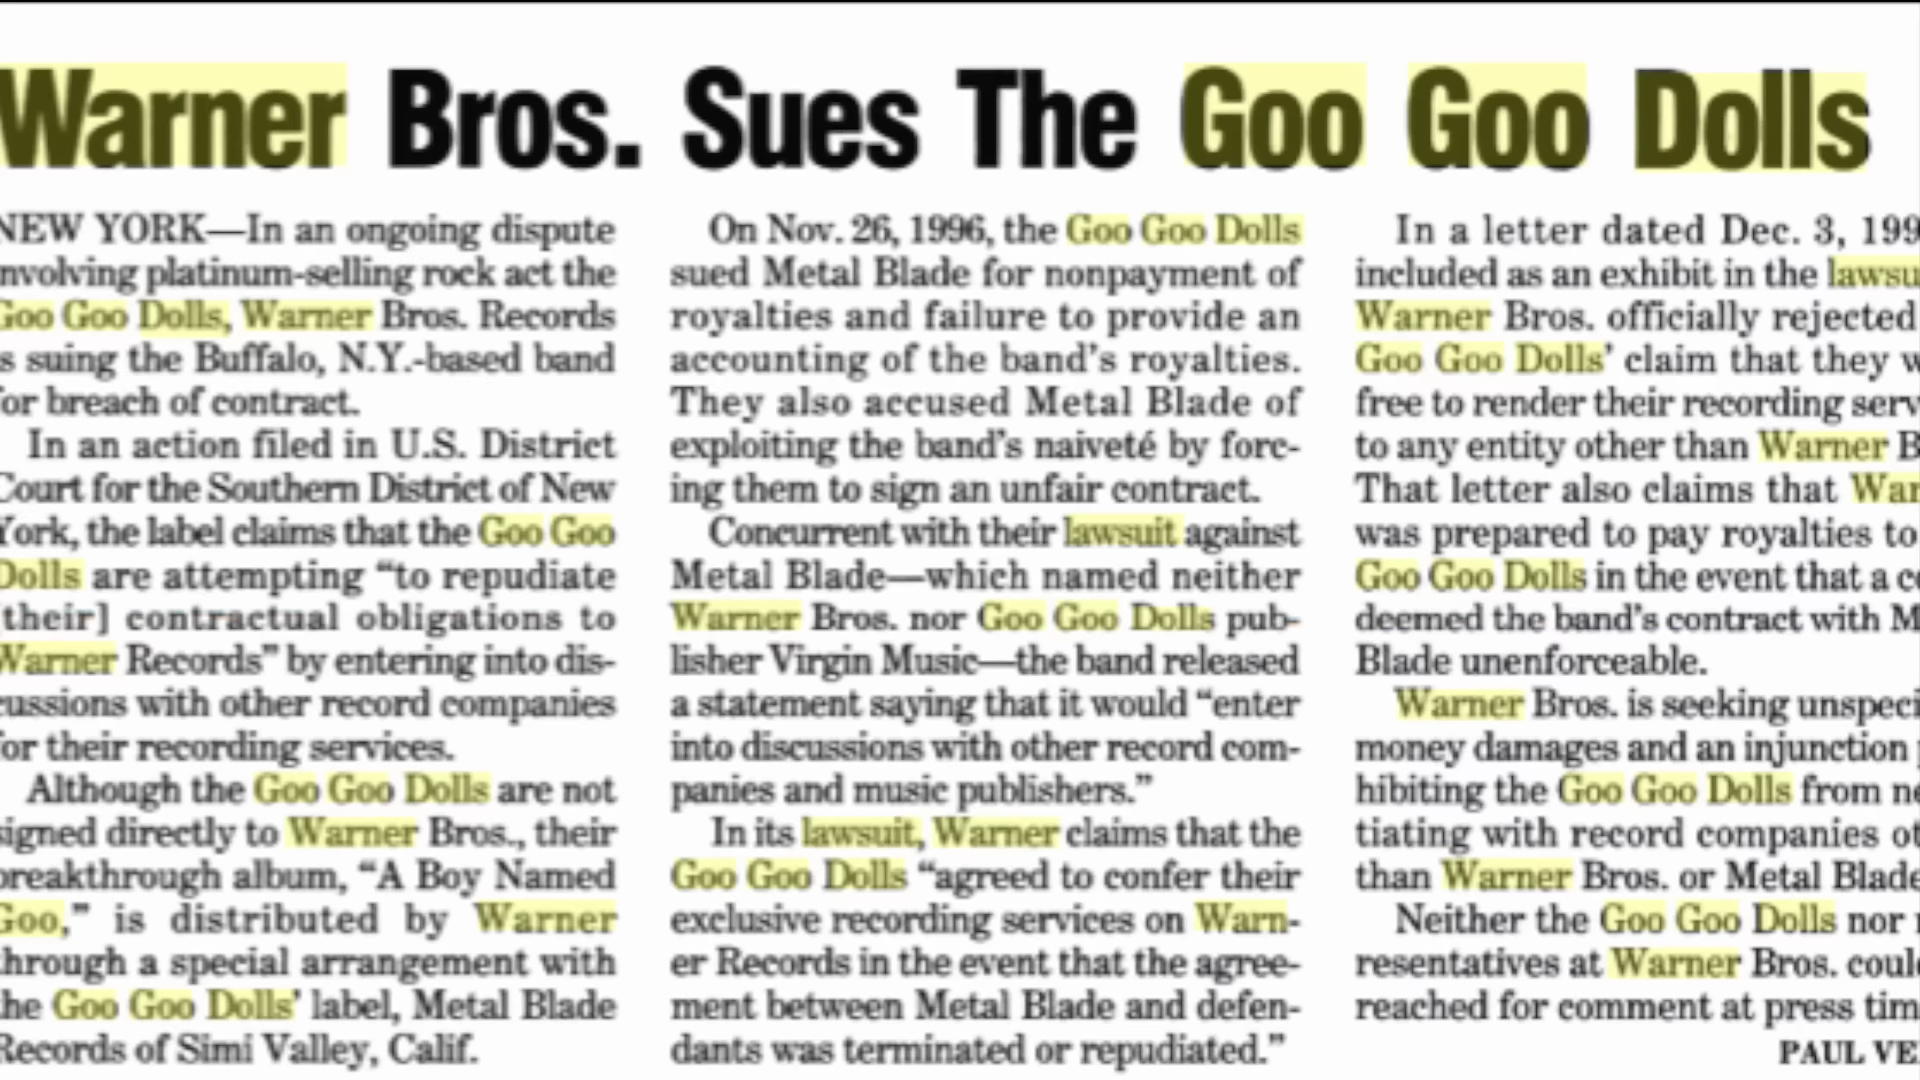 Warner Bros. Sues The Goo Goo Dolls
NEW YORK—In an ongoing dispute
nvolving platinum-selling rock act the
Goo Goo Dolls, Warner Bros. Records
s suing the Buffalo, N.Y.-based band
for breach of contract.
In an action filed in U.S. District
Court for the Southern District of New
York, the label claims that the Goo Goo
Dolls are attempting “to repudiate
[their] contractual obligations to
Warner Records” by entering into dis-
cussions with other record companies
for their recording services.
Although the Goo Goo Dolls are not
signed directly to Warner Bros., their
breakthrough album, “A Boy Named
Goo,” is distributed by Warner
through a special arrangement with
the Goo Goo Dolls’ label, Metal Blade
Records of Simi Valley, Calif.
On Nov. 26, 1996, the Goo Goo Dolls
sued Metal Blade for nonpayment of
royalties and failure to provide an
accounting of the band’s royalties.
They also accused Metal Blade of
exploiting the band’s naiveté by forc-
ing them to sign an unfair contract.
Concurrent with their lawsuit against
Metal Blade—which named neither
Warner Bros. nor Goo Goo Dolls pub-
lisher Virgin Music—the band released
a statement saying that it would “enter
into discussions with other record com-
panies and music publishers.”
In its lawsuit, Warner claims that the
Goo Goo Dolls “agreed to confer their
exclusive recording services on Warn-
er Records in the event that the agree-
ment between Metal Blade and defen-
dants was terminated or repudiated.”
In a letter dated Dec. 3, 199
included as an exhibit in the lawsu
Warner Bros. officially rejected
Goo Goo Dolls’ claim that they w
free to render their recording serv
to any entity other than Warner B
That letter also claims that War
was prepared to pay royalties to
Goo Goo Dolls in the event that a c
deemed the band’s contract with M
Blade unenforceable.
Warner Bros. is seeking unspeci
money damages and an injunction
hibiting the Goo Goo Dolls from ne
tiating with record companies ot
than Warner Bros. or Metal Blade
Neither the Goo Goo Dolls nor
resentatives at Warner Bros. coul
reached for comment at press tim
PAUL VE